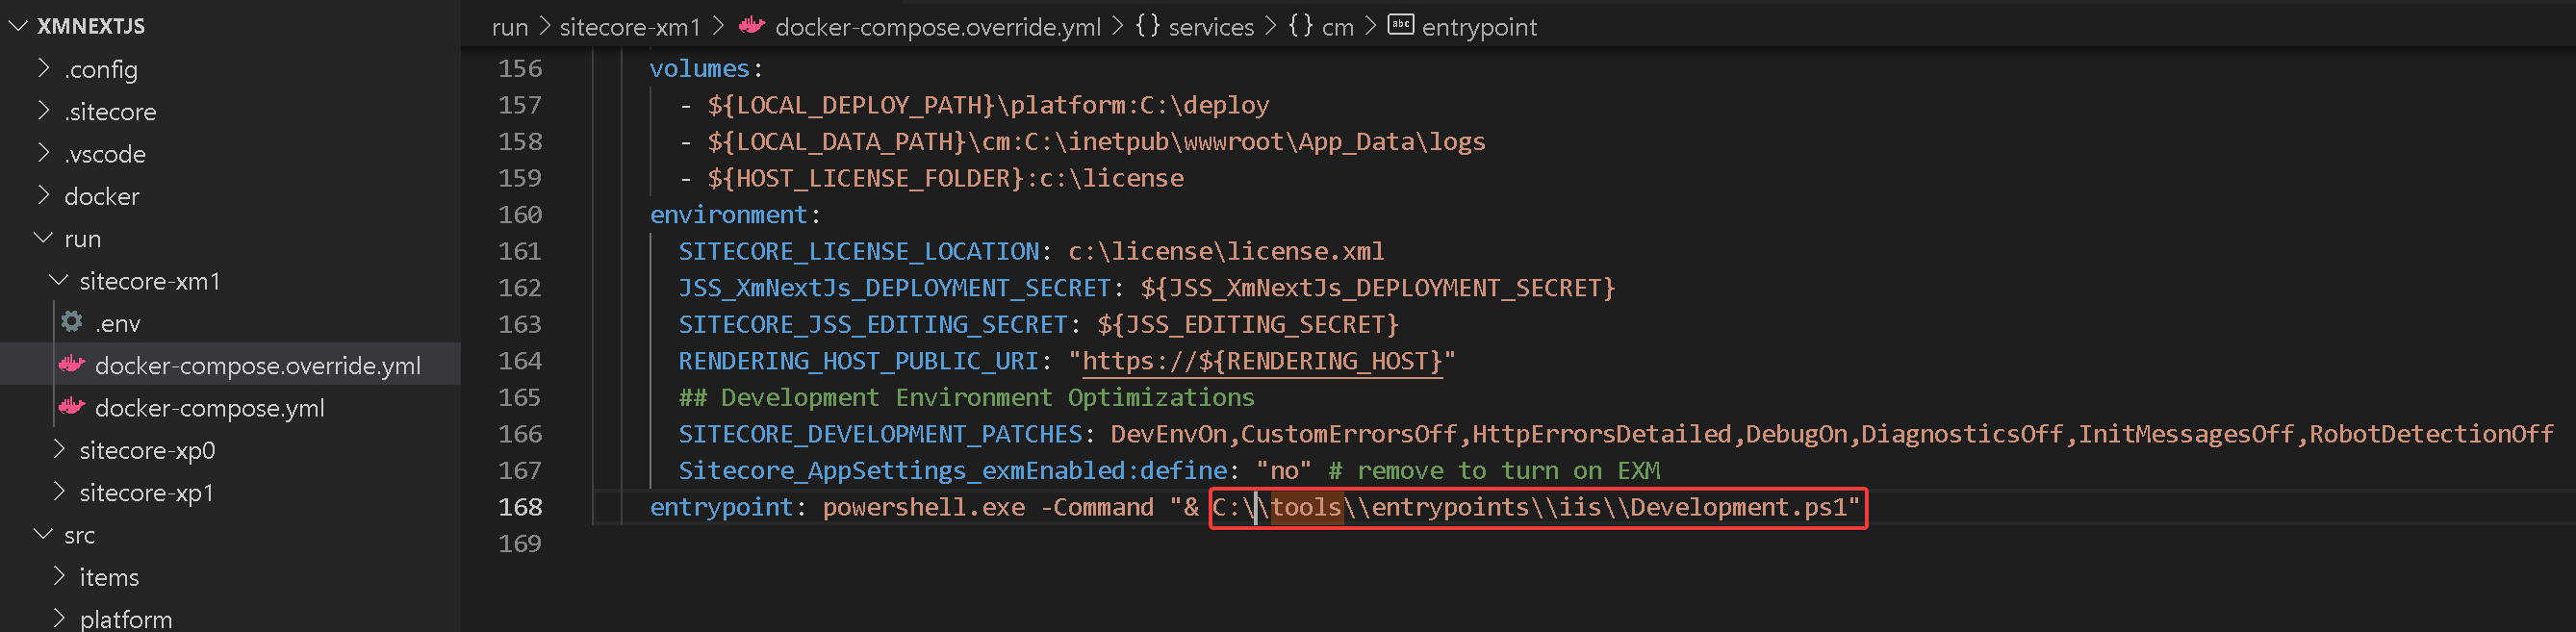 XMNEXTJS
.config
.sitecore
.vscode
docker
run
sitecore-xm1
.env
docker-compose.override.yml
docker-compose.yml
sitecore-xp0
sitecore-xp1
src
items
platform
run > sitecore-xm1 > docker-compose.override.yml > {} services > {} cm > abc entrypoint
156 volumes:
157 - ${LOCAL_DEPLOY_PATH}\platform:C:\deploy
158 - ${LOCAL_DATA_PATH}\cm:C:\inetpub\wwwroot\App_Data\logs
159 - ${HOST_LICENSE_FOLDER}:c:\license
160 environment:
161 SITECORE_LICENSE_LOCATION: c:\license\license.xml
162 JSS_XmNextJs_DEPLOYMENT_SECRET: ${JSS_XmNextJs_DEPLOYMENT_SECRET}
163 SITECORE_JSS_EDITING_SECRET: ${JSS_EDITING_SECRET}
164 RENDERING_HOST_PUBLIC_URI: "https://${RENDERING_HOST}"
165 ## Development Environment Optimizations
166 SITECORE_DEVELOPMENT_PATCHES: DevEnvOn,CustomErrorsOff,HttpErrorsDetailed,DebugOn,DiagnosticsOff,InitMessagesOff,RobotDetectionOff
167 Sitecore_AppSettings_exmEnabled:define: "no" # remove to turn on EXM
168 entrypoint: powershell.exe -Command "& C:\\tools\\entrypoints\\iis\\Development.ps1"
169